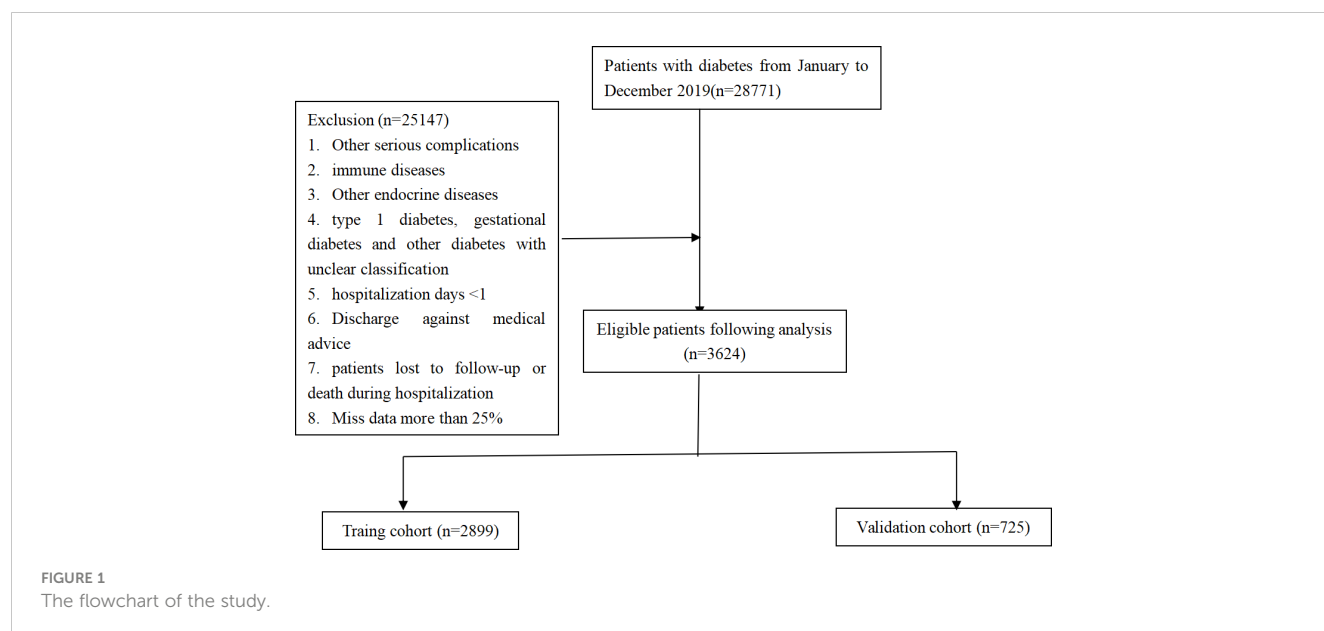 Patients with diabetes from January to
December 2019(n=28771)
Exclusion (n=25147)
1. Other serious complications
2. immune diseases
3. Other endocrine diseases
4. type 1 diabetes, gestational
diabetes and other diabetes with
unclear classification
5. hospitalization days <1
6. Discharge against medical
advice
7. patients lost to follow-up or
death during hospitalization
8. Miss data more than 25%
Eligible patients following analysis
(n=3624)
Traing cohort (n=2899)
Validation cohort (n=725)
FIGURE 1
The flowchart of the study.